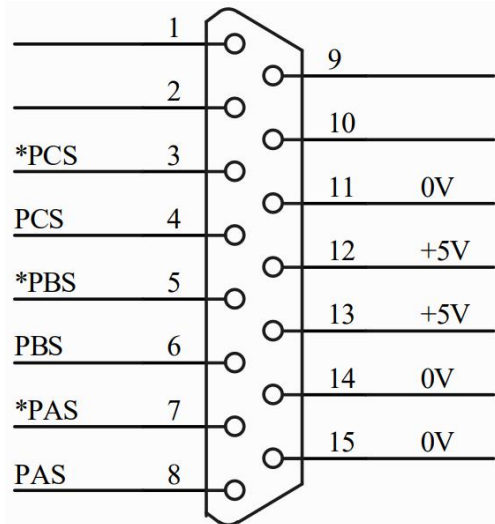 1
2
*PCS 3
PCS 4
*PBS 5
PBS 6
*PAS 7
PAS 8
9
10
11 0V
12 +5V
13 +5V
14 0V
15 0V